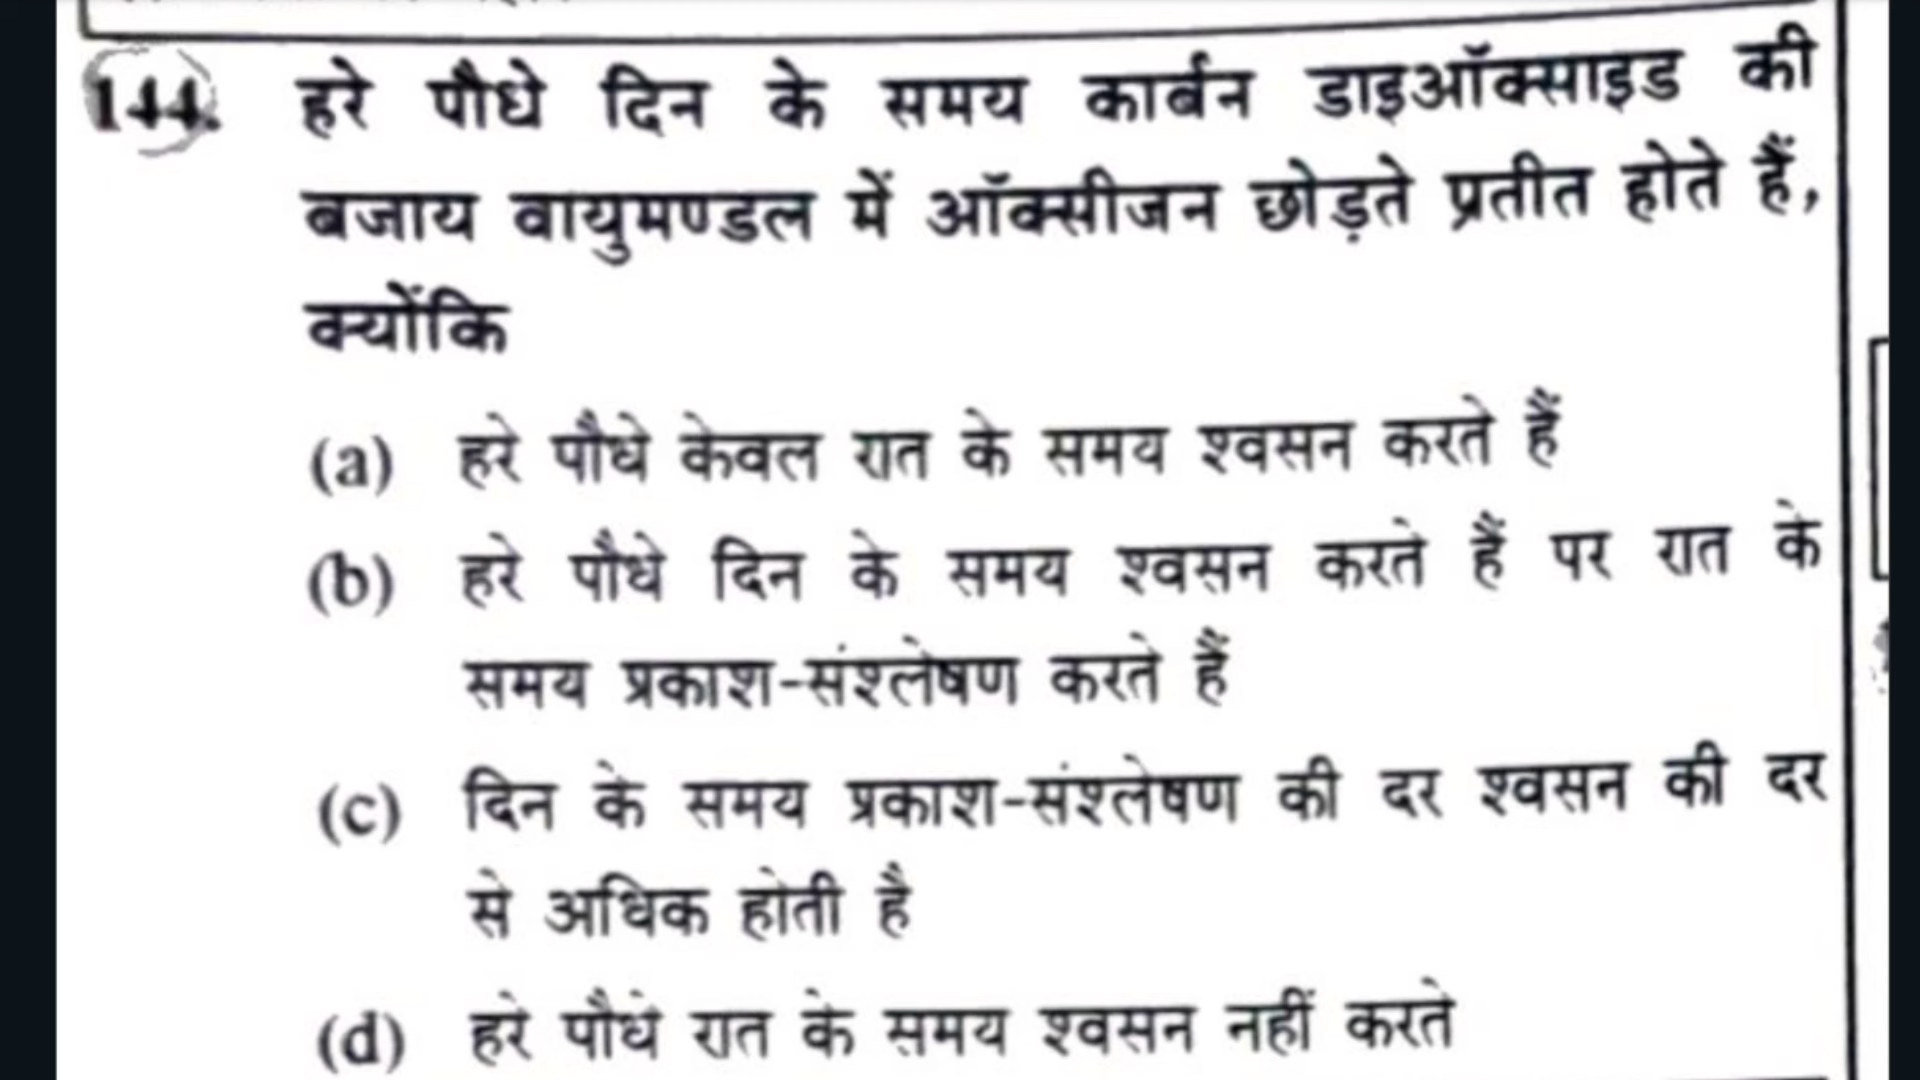 144. हरे पौधे दिन के समय कार्बन डाइऑक्साइड की
बजाय वायुमण्डल में ऑक्सीजन छोड़ते प्रतीत होते हैं,
क्योंकि
(a) हरे पौधे केवल रात के समय श्वसन करते हैं
(b) हरे पौधे दिन के समय श्वसन करते हैं पर रात के
समय प्रकाश-संश्लेषण करते हैं
(c) दिन के समय प्रकाश-संश्लेषण की दर श्वसन की दर
से अधिक होती है
(d) हरे पौधे रात के समय श्वसन नहीं करते